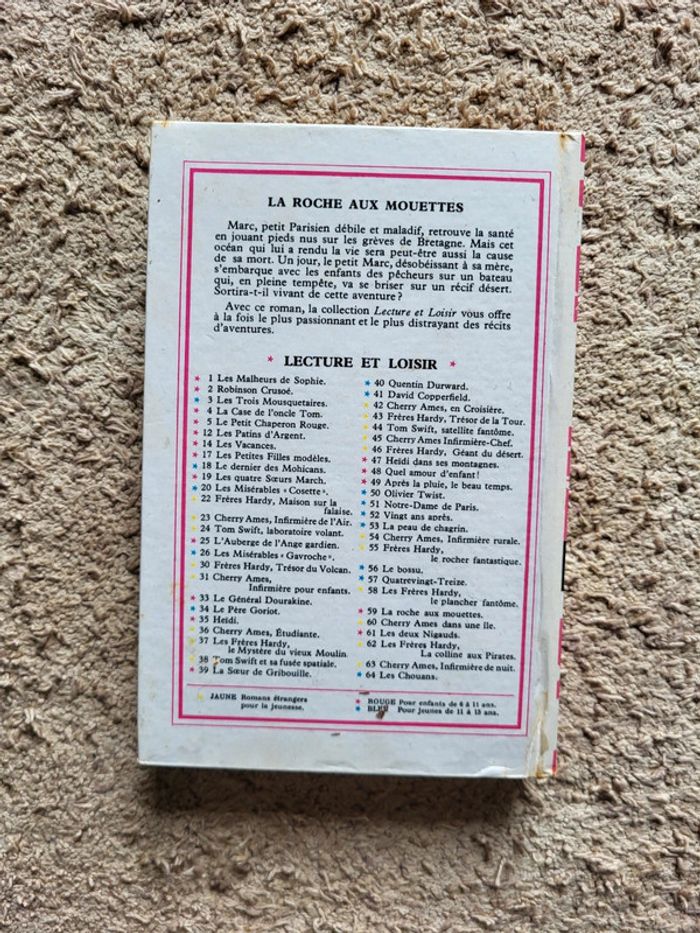 LA ROCHE AUX MOUETTES
Marc, petit Parisien débile et maladif, retrouve la santé
en jouant pieds nus sur les grèves de Bretagne. Mais cet
océan qui lui a rendu la vie sera peut-être aussi la cause
de sa mort. Un jour, le petit Marc, désobéissant à sa mère,
s'embarque avec les enfants des pêcheurs sur un bateau
qui, en pleine tempête, va se briser sur un récif désert.
Sortira-t-il vivant de cette aventure ?
Avec ce roman, la collection Lecture et Loisir vous offre
à la fois le plus passionnant et le plus distrayant des récits
d'aventures.
* LECTURE ET LOISIR *
* 1 Les Malheurs de Sophie.
* 2 Robinson Crusoé.
* 3 Les Trois Mousquetaires.
* 4 La Case de l'oncle Tom.
* 5 Le Petit Chaperon Rouge.
* 12 Les Patins d'Argent.
* 14 Les Vacances.
* 17 Les Petites Filles modèles.
* 18 Le dernier des Mohicans.
* 19 Les quatre Sœurs March.
* 20 Les Misérables «Cosette».
* 22 Frères Hardy, Maison sur la
falaise.
* 23 Cherry Ames, Infirmière de l'Air.
* 24 Tom Swift, laboratoire volant.
* 25 L'Auberge de l'Ange gardien.
* 26 Les Misérables «Gavroche».
* 30 Frères Hardy, Trésor du Volcan.
* 31 Cherry Ames,
Infirmière pour enfants.
* 33 Le Général Dourakine.
* 34 Le Père Goriot.
* 35 Heïdi.
* 36 Cherry Ames, Étudiante.
* 37 Les Frères Hardy,
le Mystère du vieux Moulin.
* 38 Tom Swift et sa fusée spatiale.
* 39 La Sœur de Gribouille.
* 40 Quentin Durward.
* 41 David Copperfield.
* 42 Cherry Ames, en Croisière.
* 43 Frères Hardy, Trésor de la Tour.
* 44 Tom Swift, satellite fantôme.
* 45 Cherry Ames Infirmière-Chef.
* 46 Frères Hardy, Géant du désert.
* 47 Heïdi dans ses montagnes.
* 48 Quel amour d'enfant !
* 49 Après la pluie, le beau temps.
* 50 Olivier Twist.
* 51 Notre-Dame de Paris.
* 52 Vingt ans après.
* 53 La peau de chagrin.
* 54 Cherry Ames, Infirmière rurale.
* 55 Frères Hardy,
le rocher fantastique.
* 56 Le bossu.
* 57 Quatrevingt-Treize.
* 58 Les Frères Hardy,
le plancher fantôme.
* 59 La roche aux mouettes.
* 60 Cherry Ames dans une île.
* 61 Les deux Nigauds.
* 62 Les Frères Hardy,
La colline aux Pirates.
* 63 Cherry Ames, Infirmière de nuit.
* 64 Les Chouans.
* JAUNE Romans étrangers
pour la jeunesse.
* ROUGE Pour enfants de 6 à 11 ans.
* BLEU Pour jeunes de 11 à 15 ans.